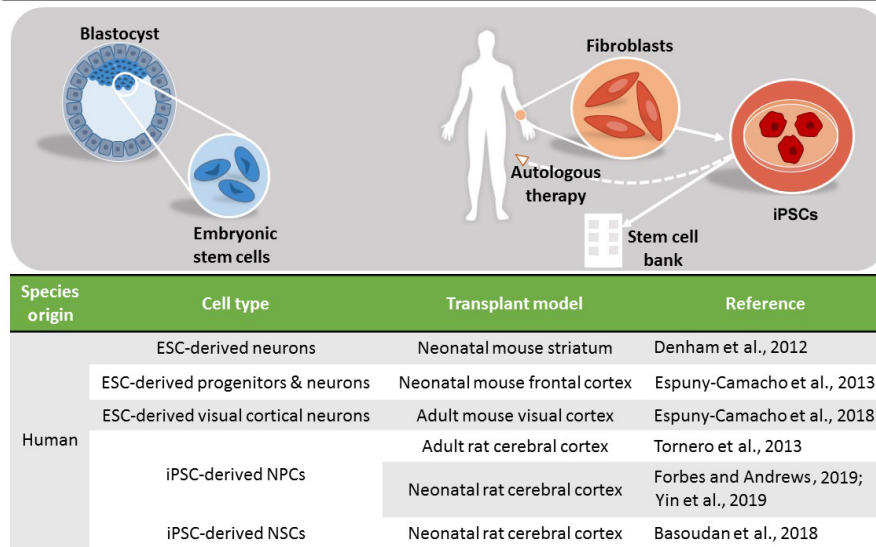 Blastocyst
Embryonic
stem cells
Fibroblasts
Autologous
therapy
iPSCs
Stem cell
bank
Species
origin
Cell type
Transplant model
Reference
Human
ESC-derived neurons
Neonatal mouse striatum
Denham et al., 2012
ESC-derived progenitors & neurons
Neonatal mouse frontal cortex
Espuny-Camacho et al., 2013
ESC-derived visual cortical neurons
Adult mouse visual cortex
Espuny-Camacho et al., 2018
iPSC-derived NPCs
Adult rat cerebral cortex
Tornero et al., 2013
Neonatal rat cerebral cortex
Forbes and Andrews, 2019;
Yin et al., 2019
iPSC-derived NSCs
Neonatal rat cerebral cortex
Basoudan et al., 2018